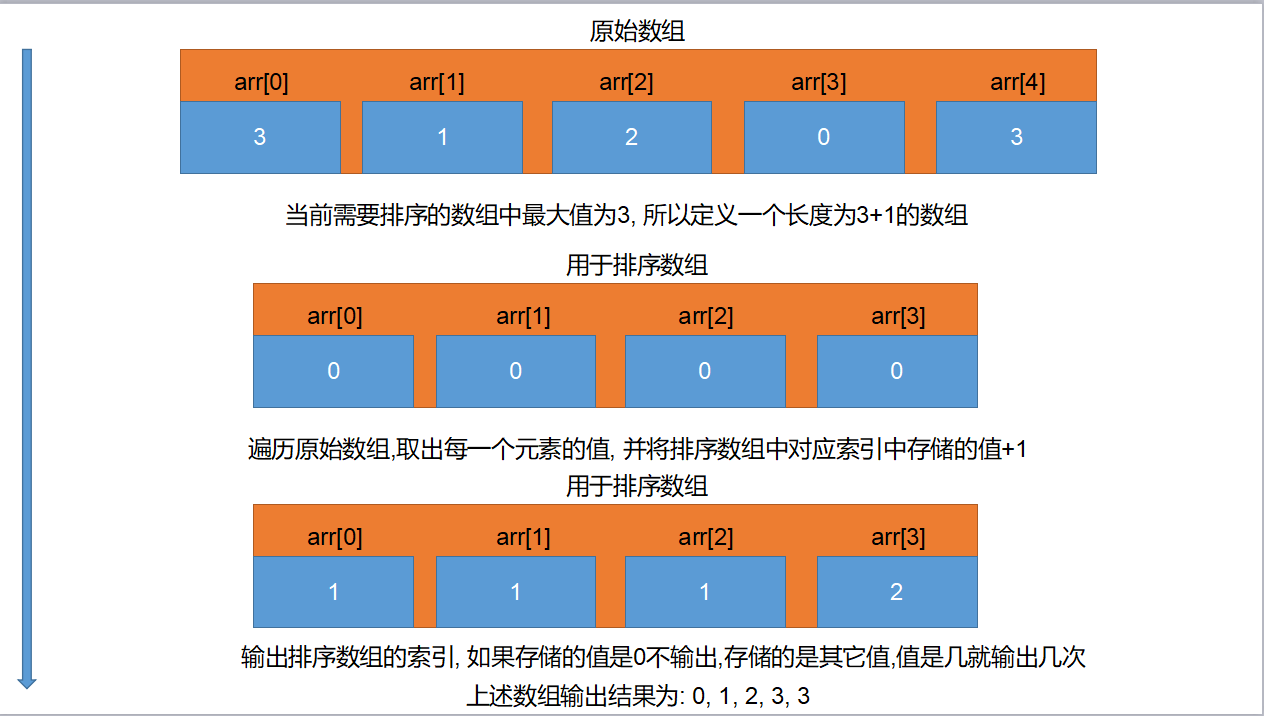 原始数组
arr[0] arr[1] arr[2] arr[3] arr[4]
3 1 2 0 3
当前需要排序的数组中最大值为3, 所以定义一个长度为3+1的数组
用于排序数组
arr[0] arr[1] arr[2] arr[3]
0 0 0 0
遍历原始数组,取出每一个元素的值, 并将排序数组中对应索引中存储的值+1
用于排序数组
arr[0] arr[1] arr[2] arr[3]
1 1 1 2
输出排序数组的索引, 如果存储的值是0不输出,存储的是其它值,值是几就输出几次
上述数组输出结果为: 0, 1, 2, 3, 3